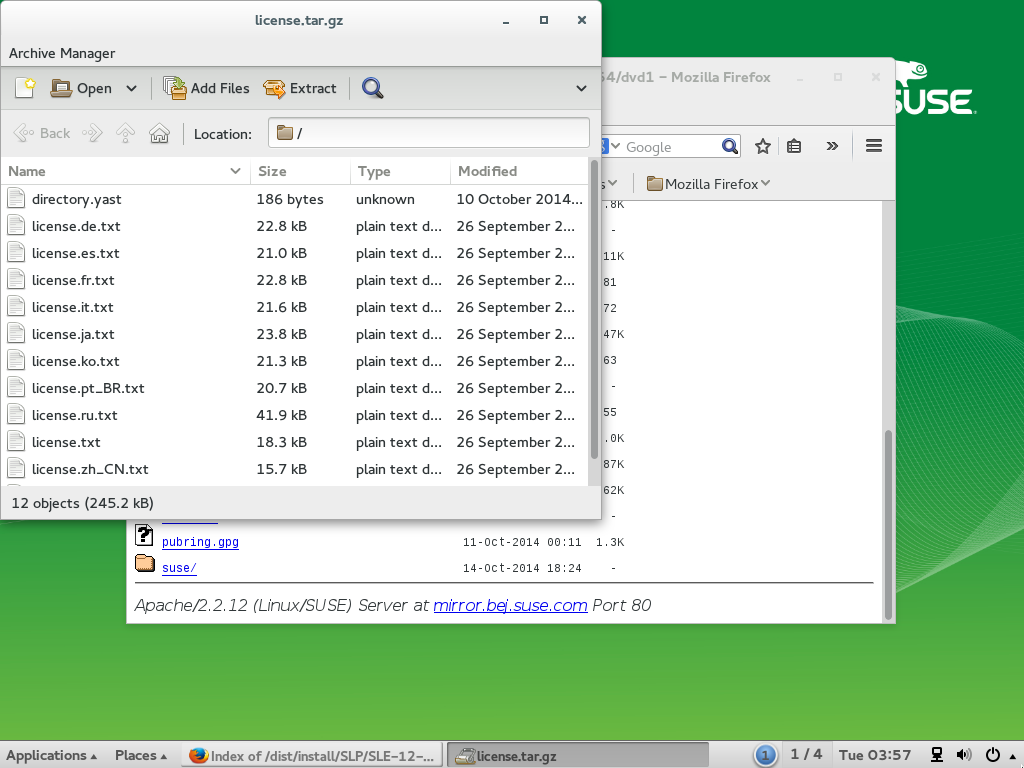 license.tar.gz
Archive Manager
Open
Add Files
Extract
Back
Location:
/
Name Size Type Modified
directory.yast 186 bytes unknown 10 October 2014...
license.de.txt 22.8 kB plain text d... 26 September 2...
license.es.txt 21.0 kB plain text d... 26 September 2...
license.fr.txt 22.8 kB plain text d... 26 September 2...
license.it.txt 21.6 kB plain text d... 26 September 2...
license.ja.txt 23.8 kB plain text d... 26 September 2...
license.ko.txt 21.3 kB plain text d... 26 September 2...
license.pt_BR.txt 20.7 kB plain text d... 26 September 2...
license.ru.txt 41.9 kB plain text d... 26 September 2...
license.txt 18.3 kB plain text d... 26 September 2...
license.zh_CN.txt 15.7 kB plain text d... 26 September 2...
12 objects (245.2 kB)
64/dvd1 – Mozilla Firefox
SUSE
Google
s
Mozilla Firefox
.8K
-
11K
81
72
47K
63
-
55
.0K
87K
62K
-
pubring.gpg 11-Oct-2014 00:11 1.3K
suse/ 14-Oct-2014 18:24 -
Apache/2.2.12 (Linux/SUSE) Server at mirror.bej.suse.com Port 80
Applications
Places
Index of /dist/install/SLP/SLE-12-...
license.tar.gz
1
1 / 4
Tue 03:57